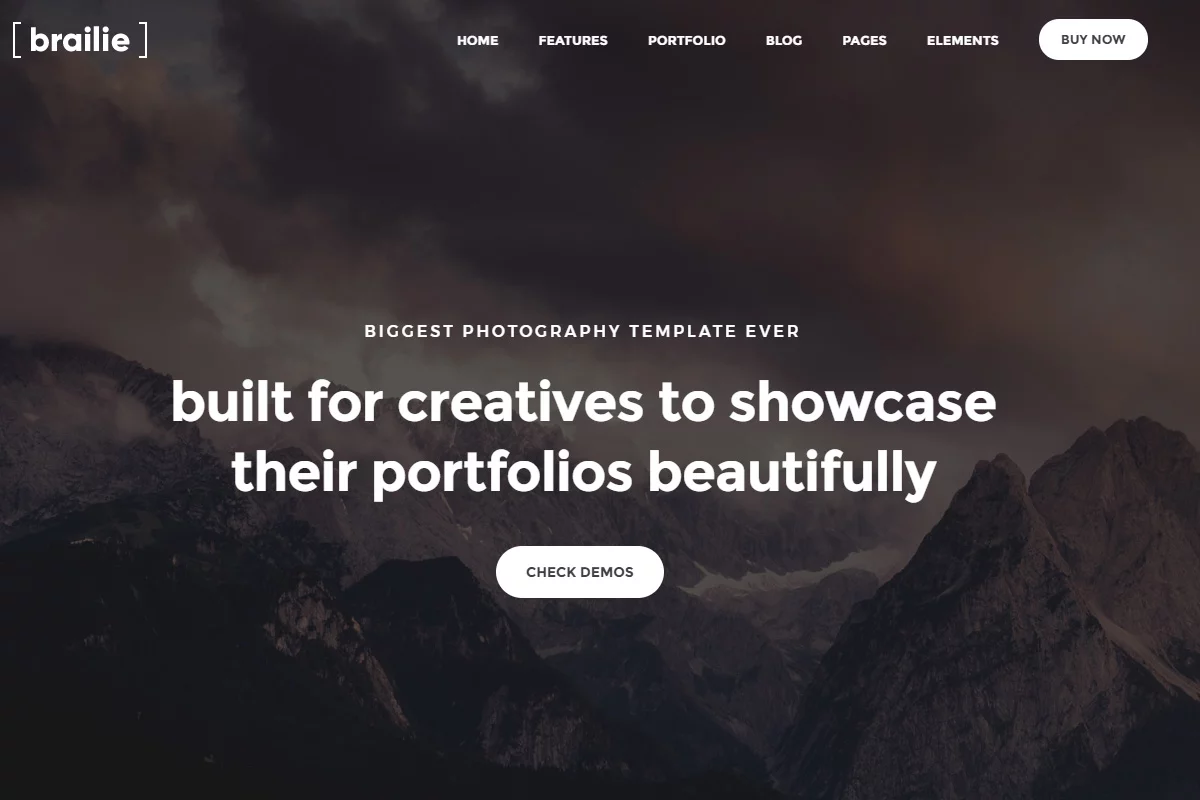 [ brailie ]
HOME FEATURES PORTFOLIO BLOG PAGES ELEMENTS BUY NOW
BIGGEST PHOTOGRAPHY TEMPLATE EVER
built for creatives to showcase
their portfolios beautifully
CHECK DEMOS